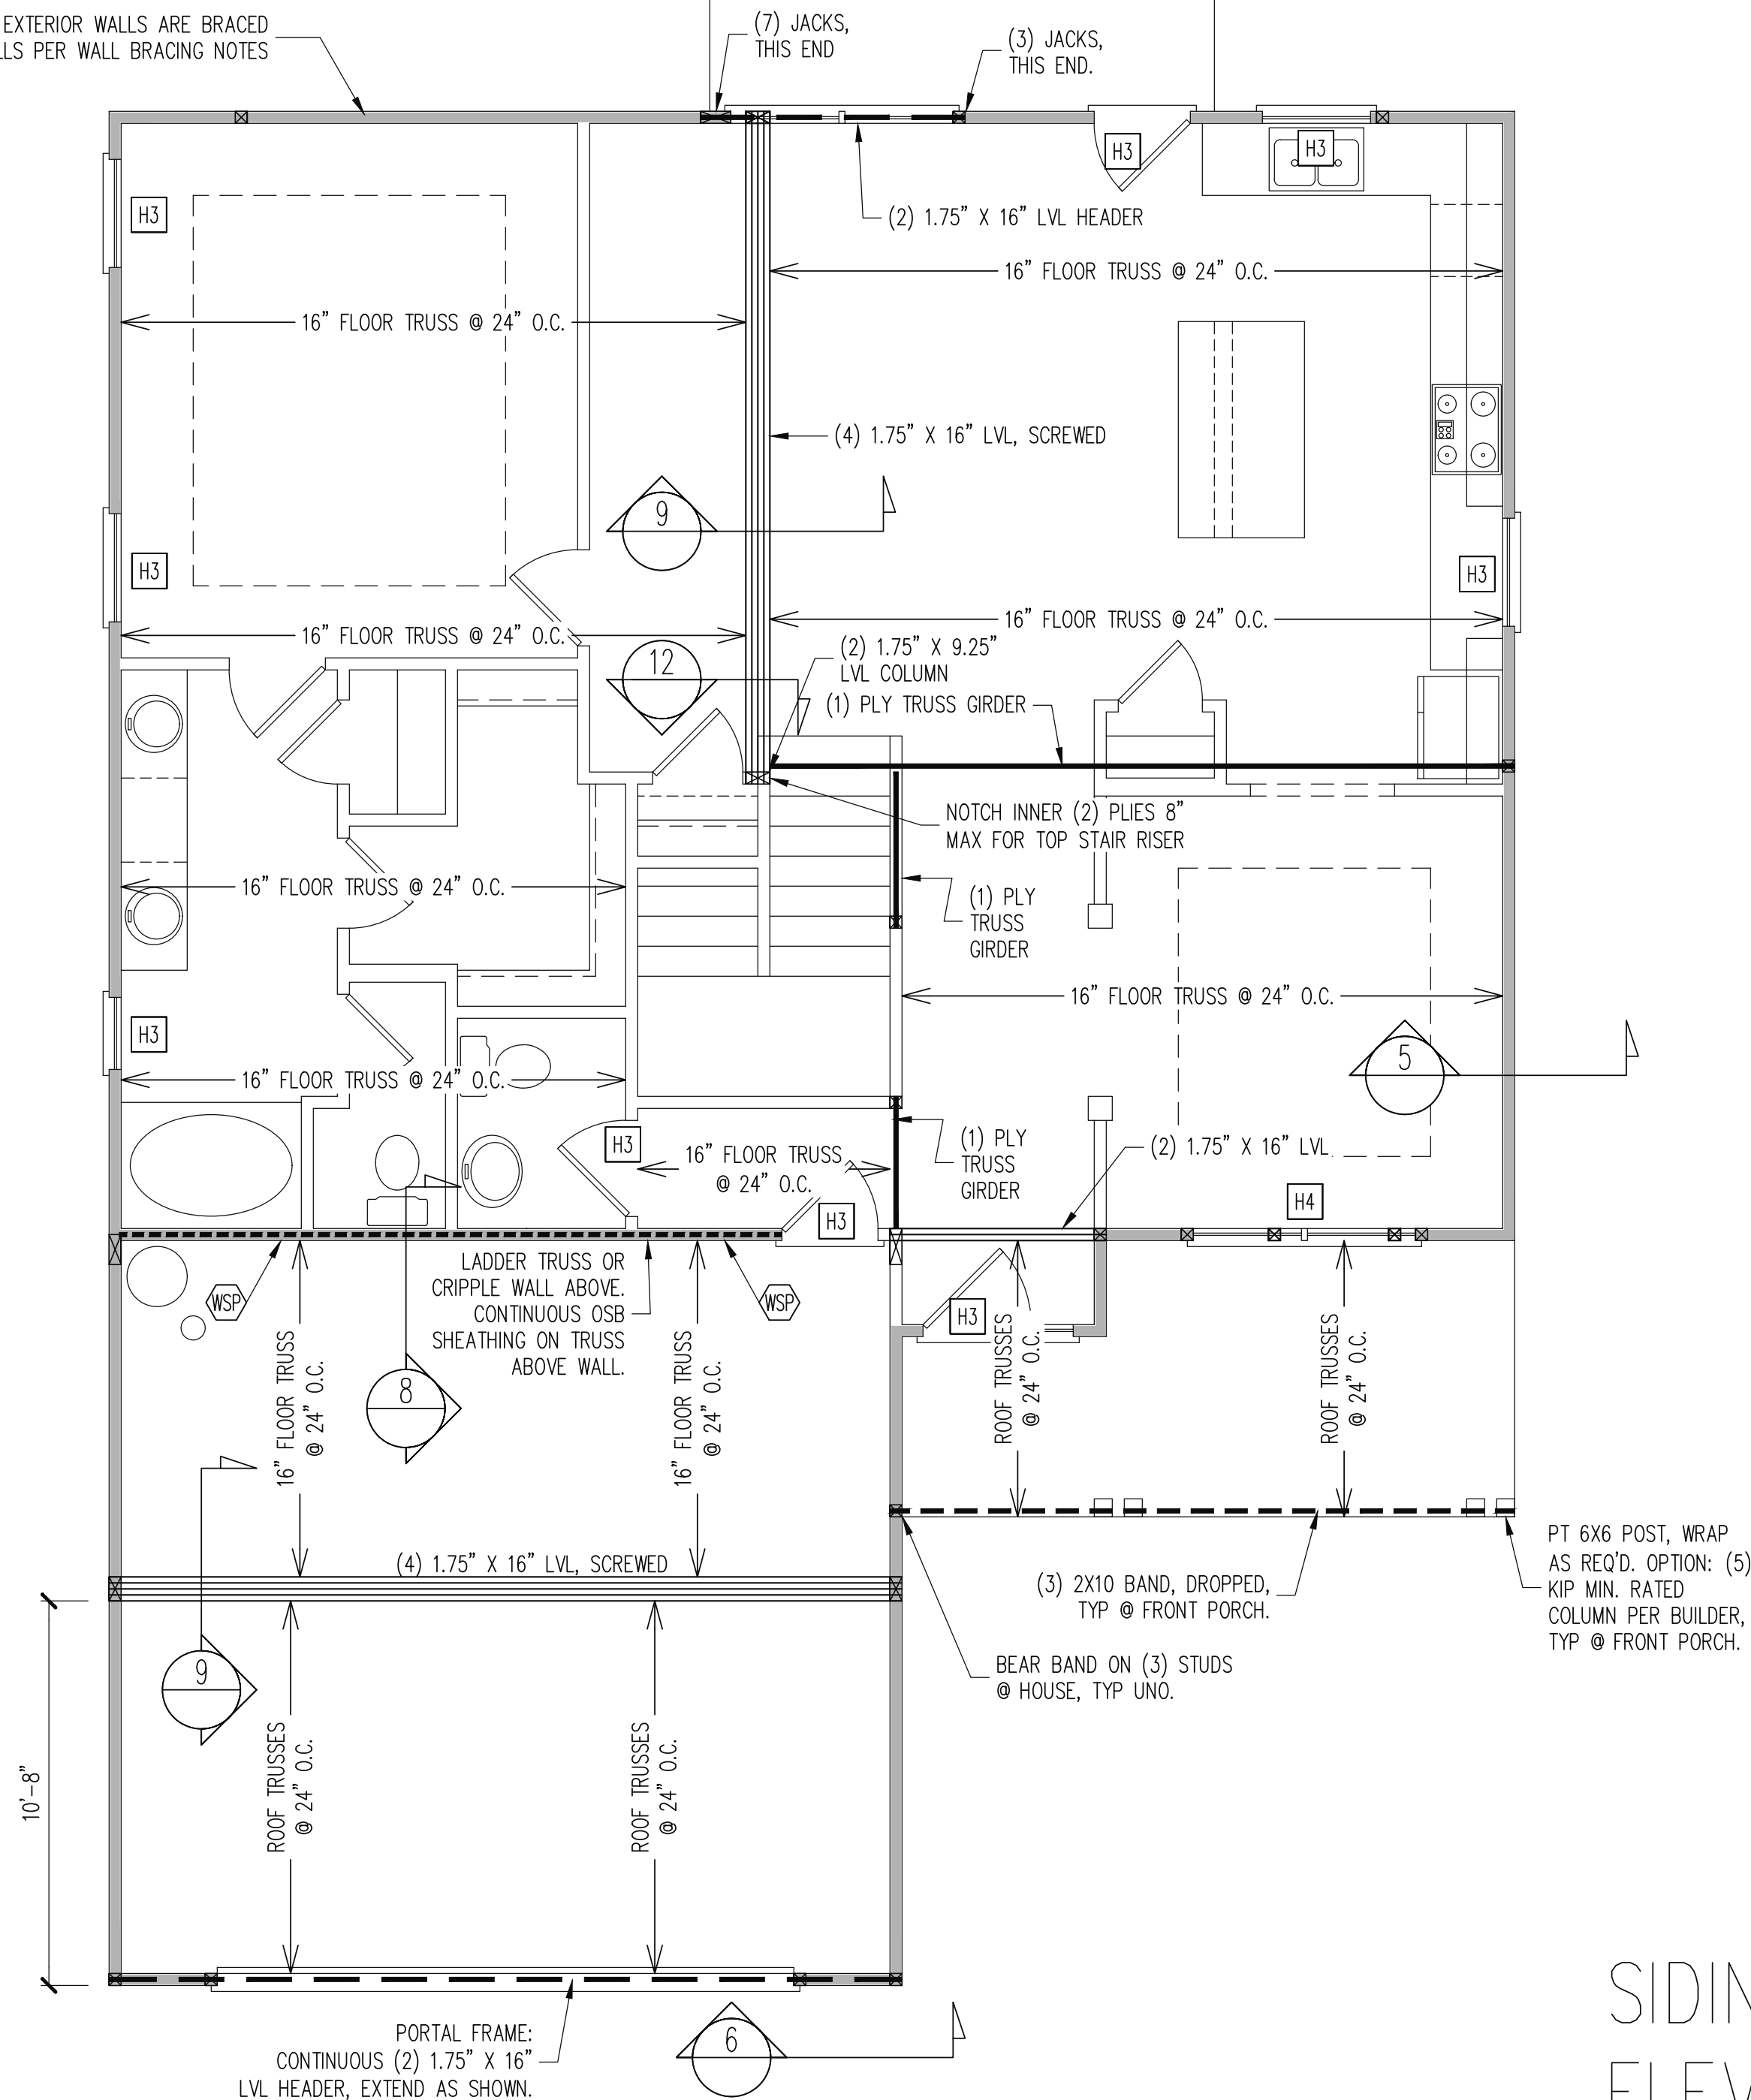 EXTERIOR WALLS ARE BRACED
PER WALL BRACING NOTES
(7) JACKS,
THIS END
(3) JACKS,
THIS END.
H3
H3
H3
(2) 1.75" X 16" LVL HEADER
16" FLOOR TRUSS @ 24" O.C.
16" FLOOR TRUSS @ 24" O.C.
(4) 1.75" X 16" LVL, SCREWED
9
H3
H3
16" FLOOR TRUSS @ 24" O.C.
16" FLOOR TRUSS @ 24" O.C.
12
(2) 1.75" X 9.25"
LVL COLUMN
(1) PLY TRUSS GIRDER
NOTCH INNER (2) PLIES 8"
MAX FOR TOP STAIR RISER
16" FLOOR TRUSS @ 24" O.C.
(1) PLY
TRUSS
GIRDER
16" FLOOR TRUSS @ 24" O.C.
H3
5
16" FLOOR TRUSS @ 24" O.C.
H3
16" FLOOR TRUSS
@ 24" O.C.
(1) PLY
TRUSS
GIRDER
(2) 1.75" X 16" LVL
H3
H4
LADDER TRUSS OR
CRIPPLE WALL ABOVE.
CONTINUOUS OSB
SHEATHING ON TRUSS
ABOVE WALL.
WSP
WSP
H3
16" FLOOR TRUSS
@ 24" O.C.
8
16" FLOOR TRUSS
@ 24" O.C.
ROOF TRUSSES
@ 24" O.C.
ROOF TRUSSES
@ 24" O.C.
(4) 1.75" X 16" LVL, SCREWED
(3) 2X10 BAND, DROPPED,
TYP @ FRONT PORCH.
PT 6X6 POST, WRAP
AS REQ'D. OPTION: (5)
KIP MIN. RATED
COLUMN PER BUILDER,
TYP @ FRONT PORCH.
BEAR BAND ON (3) STUDS
@ HOUSE, TYP UNO.
9
10'-8"
ROOF TRUSSES
@ 24" O.C.
ROOF TRUSSES
@ 24" O.C.
PORTAL FRAME:
CONTINUOUS (2) 1.75" X 16"
LVL HEADER, EXTEND AS SHOWN.
6